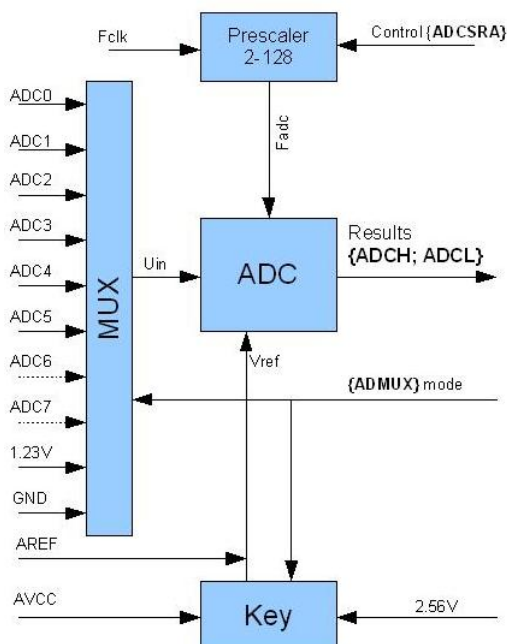 Fclk
Prescaler
2-128
Control {ADCSRA}
ADC0
ADC1
ADC2
ADC3
ADC4
ADC5
ADC6
ADC7
1.23V
GND
MUX
Fadc
Uin
ADC
Results
{ADCH; ADCL}
Vref
{ADMUX} mode
AREF
AVCC
Key
2.56V